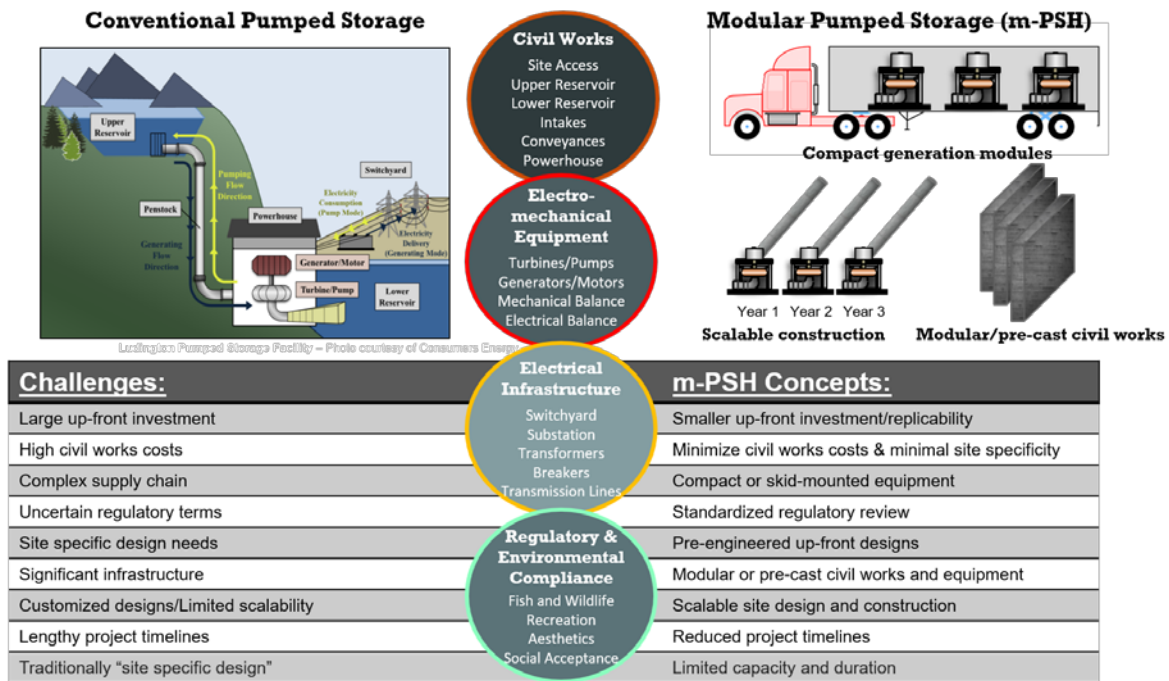 Conventional Pumped Storage
Upper
Reservoir
Pumping
Flow
Direction
Penstock
Generating
Flow
Direction
Powerhouse
Generator/Motor
Turbine/Pump
Electricity
Consumption
(Pump Mode)
Switchyard
Electricity
Delivery
(Generating Mode)
Lower
Reservoir
Ludington Pumped Storage Facility – Photo courtesy of Consumers Energy
Civil Works
Site Access
Upper Reservoir
Lower Reservoir
Intakes
Conveyances
Powerhouse
Electro-
mechanical
Equipment
Turbines/Pumps
Generators/Motors
Mechanical Balance
Electrical Balance
Electrical
Infrastructure
Switchyard
Substation
Transformers
Breakers
Transmission Lines
Regulatory &
Environmental
Compliance
Fish and Wildlife
Recreation
Aesthetics
Social Acceptance
Modular Pumped Storage (m-PSH)
Compact generation modules
Year 1 Year 2 Year 3
Scalable construction
Modular/pre-cast civil works
Challenges:
Large up-front investment
High civil works costs
Complex supply chain
Uncertain regulatory terms
Site specific design needs
Significant infrastructure
Customized designs/Limited scalability
Lengthy project timelines
Traditionally “site specific design”
m-PSH Concepts:
Smaller up-front investment/replicability
Minimize civil works costs & minimal site specificity
Compact or skid-mounted equipment
Standardized regulatory review
Pre-engineered up-front designs
Modular or pre-cast civil works and equipment
Scalable site design and construction
Reduced project timelines
Limited capacity and duration